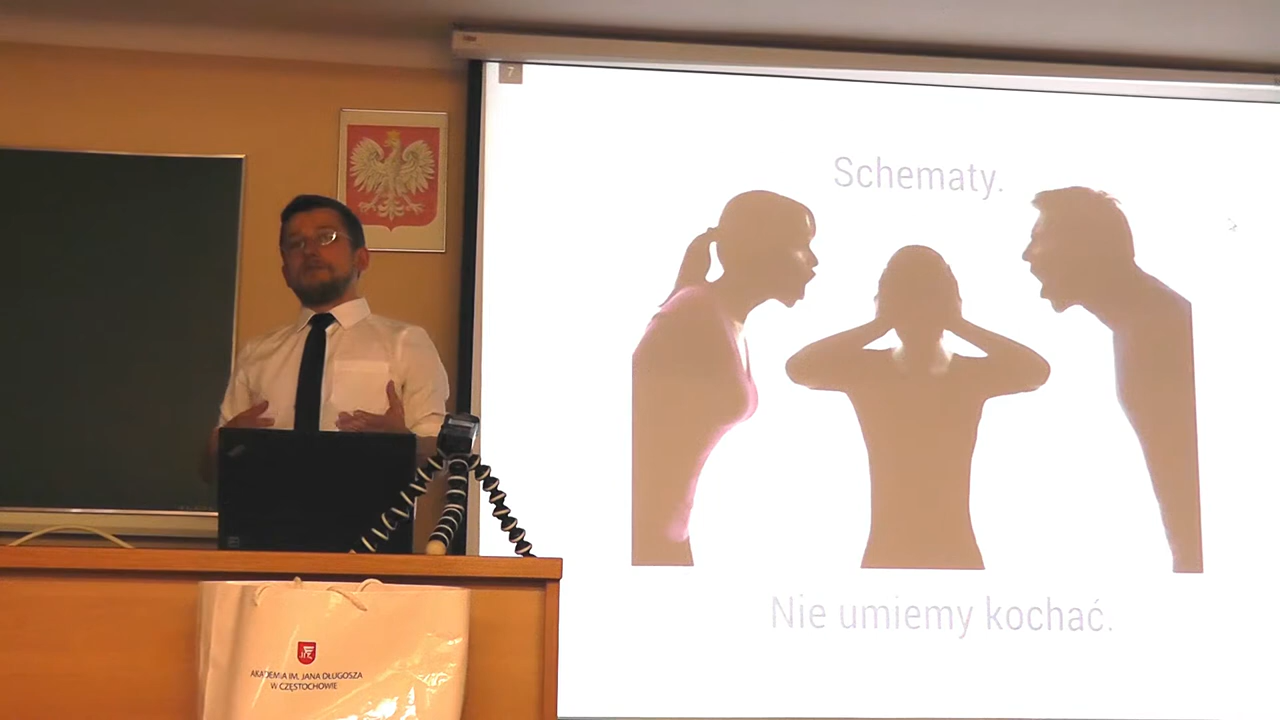 7
Schematy.
Nie umiemy kochać.
AKADEMIA IM. JANA DŁUGOSZA
W CZĘSTOCHOWIE